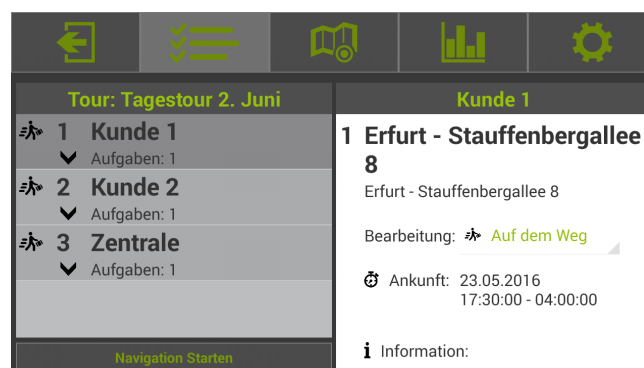 Tour: Tagestour 2. Juni
1 Kunde 1
Aufgaben: 1
2 Kunde 2
Aufgaben: 1
3 Zentrale
Aufgaben: 1
Navigation Starten
Kunde 1
1 Erfurt - Stauffenbergallee
8
Erfurt - Stauffenbergallee 8
Bearbeitung: Auf dem Weg
Ankunft: 23.05.2016
17:30:00 - 04:00:00
Information: